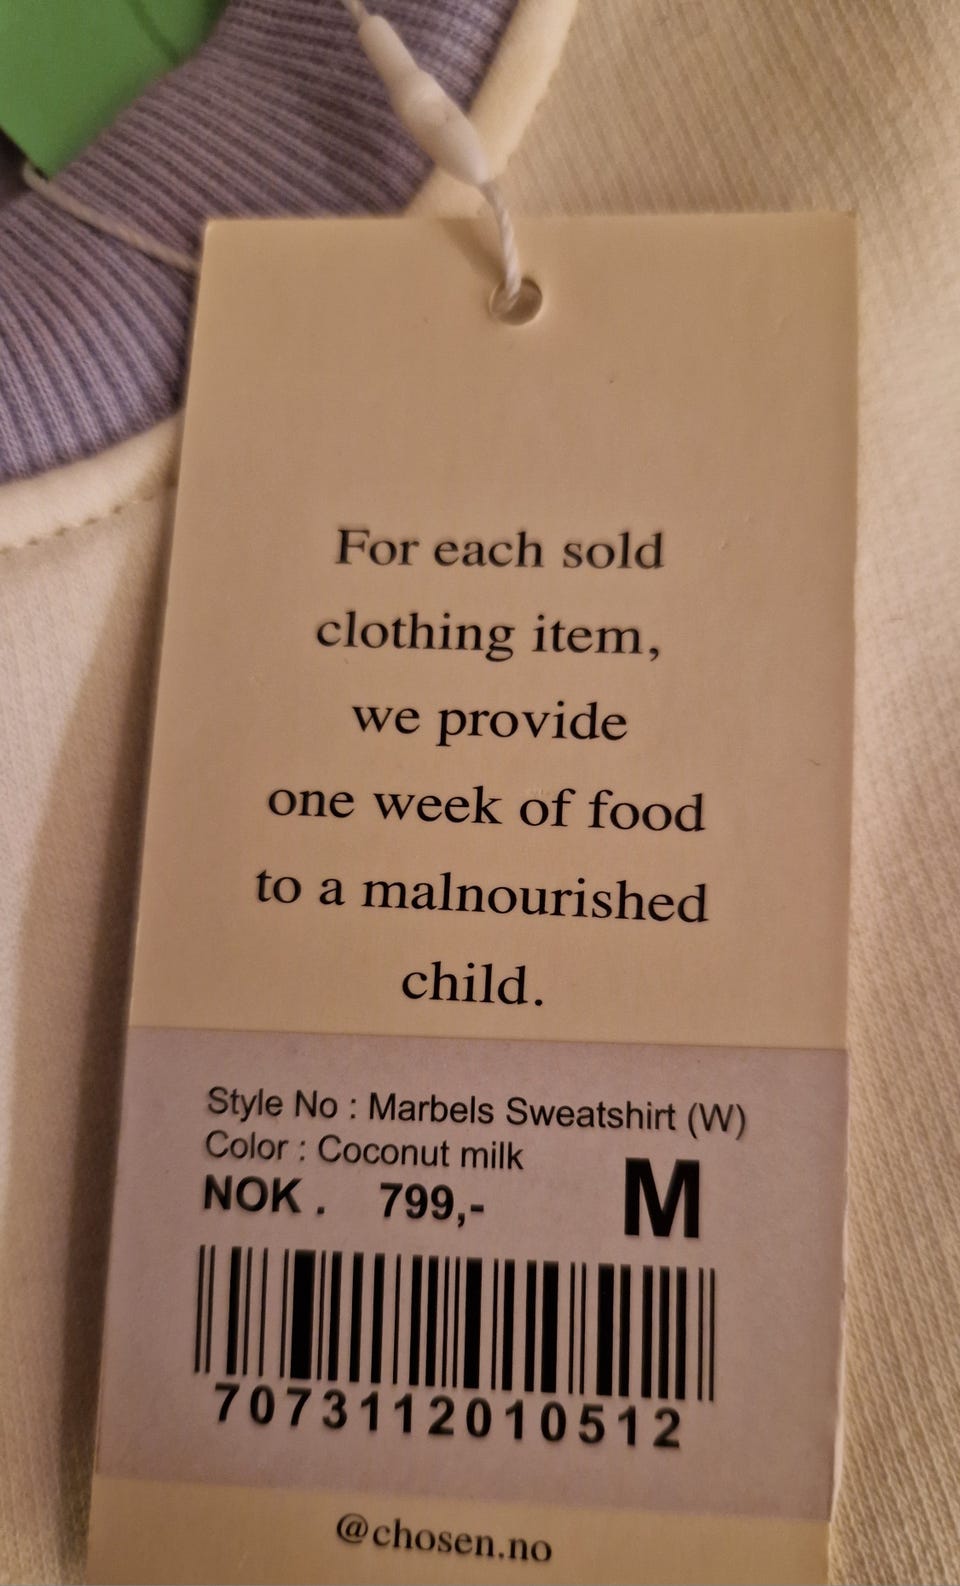 For each sold
clothing item,
we provide
one week of food
to a malnourished
child.
Style No : Marbels Sweatshirt (W)
Color : Coconut milk
NOK . 799,- M
7073112010512
@chosen.no